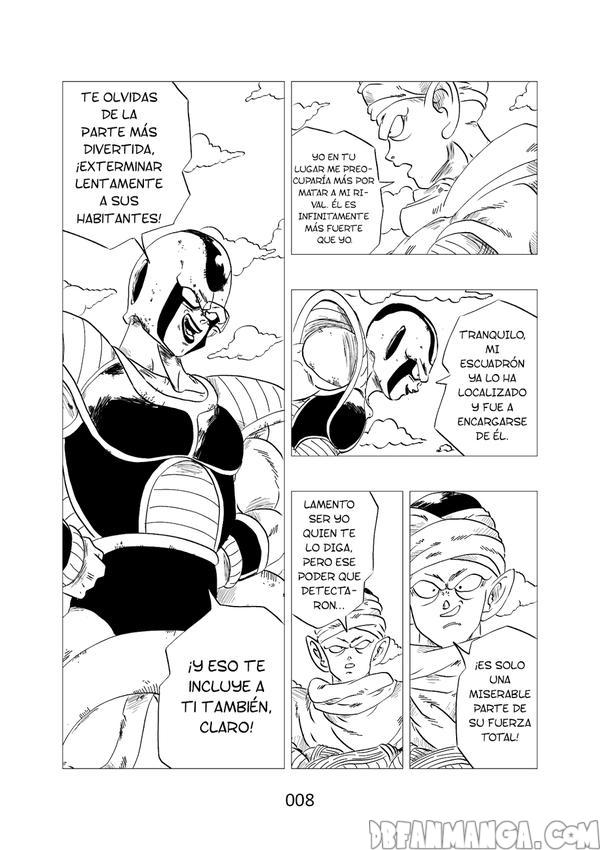 TE OLVIDAS
DE LA
PARTE MÁS
DIVERTIDA,
¡EXTERMINAR
LENTAMENTE
A SUS
HABITANTES!
¡Y ESO TE
INCLUYE A
TI TAMBIÉN,
CLARO!
YO EN TU
LUGAR ME PREO-
CUPARÍA MÁS POR
MATAR A MI RI-
VAL. ÉL ES
INFINITAMENTE
MÁS FUERTE
QUE YO.
TRANQUILO,
MI
ESCUADRÓN
YA LO HA
LOCALIZADO
Y FUE A
ENCARGARSE
DE ÉL.
LAMENTO
SER YO
QUIEN TE
LO DIGA,
PERO ESE
PODER QUE
DETECTA-
RON...
¡ES SOLO
UNA
MISERABLE
PARTE DE
SU FUERZA
TOTAL!
008
DBFANMANGA.COM